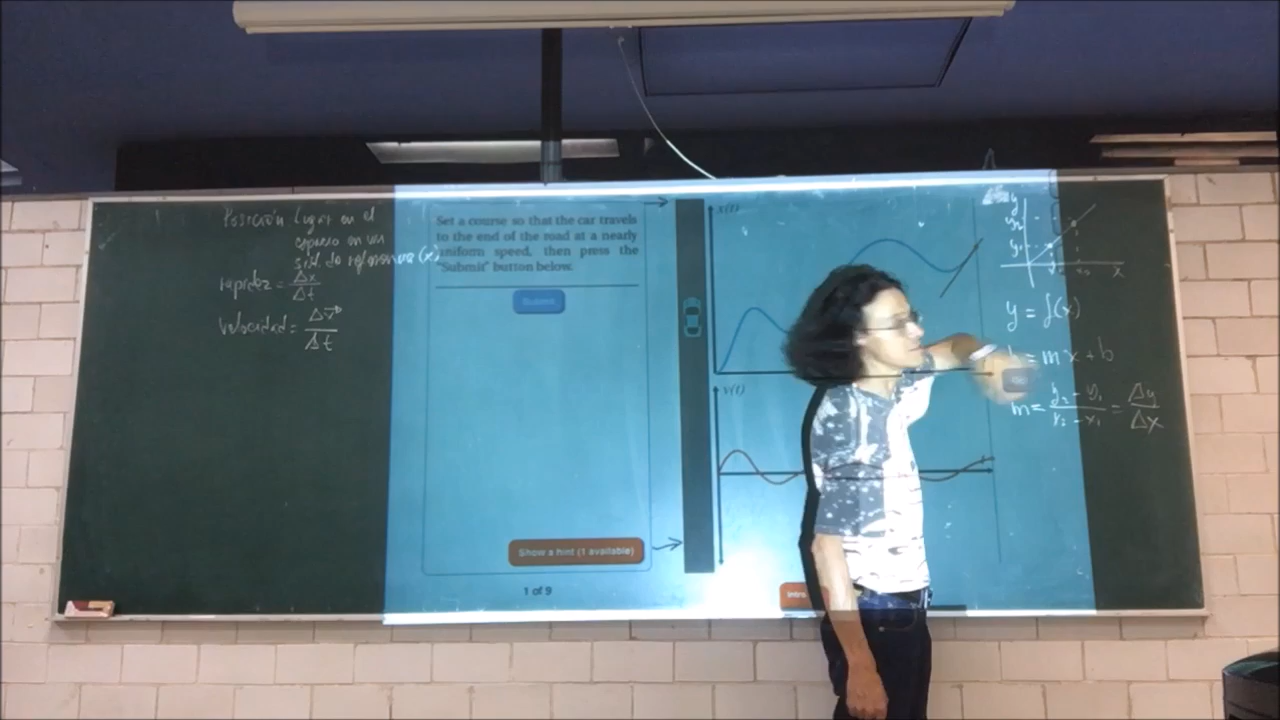 Posición Lugar en el
espacio en un
sist. de referencia (x)
rapidez = Δx / Δt
Velocidad = Δv / Δt
Set a course so that the car travels
to the end of the road at a nearly
uniform speed, then press the
"Submit" button below.
Submit
Show a hint (1 available)
1 of 9
x(t)
v(t)
Intro
y
x
y = f(x)
= mx + b
m = y₂ - y₁ / x₂ - x₁ = Δy / Δx